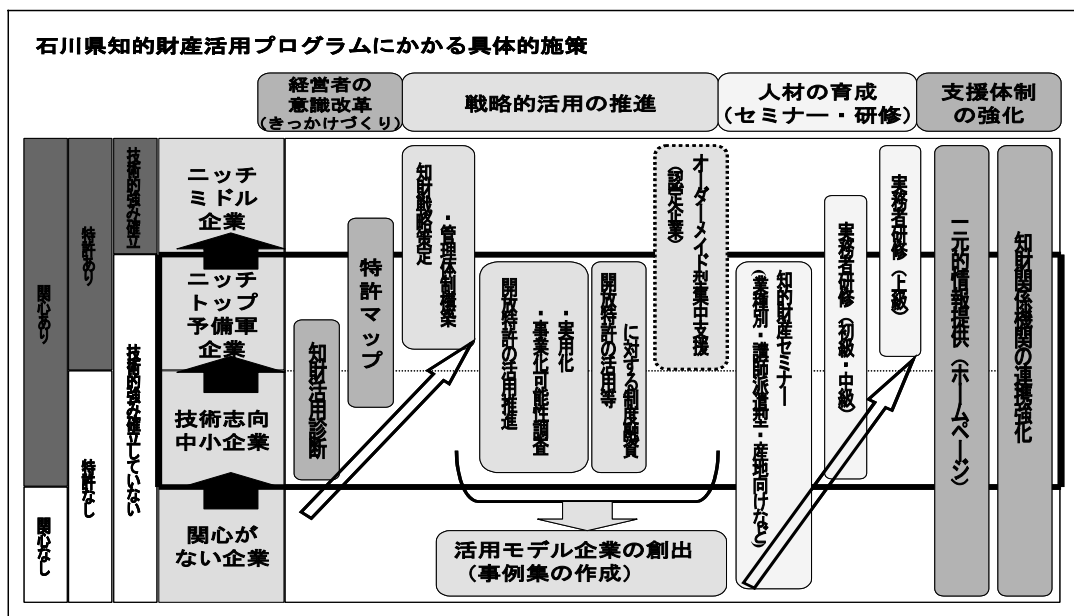 石川県知的財産活用プログラムにかかる具体的施策
経営者の
意識改革
(きっかけづくり)
戦略的活用の推進
人材の育成
(セミナー・研修)
支援体制
の強化
関心あり
関心なし
特許あり
特許なし
技術的強み確立
技術的強み確立していない
ニッチ
ミドル
企業
ニッチ
トップ
予備軍
企業
技術志向
中小企業
関心が
ない企業
知財活用診断
特許マップ
知財戦略策定
・管理体制構築
開放特許の活用推進
・事業化可能性調査
・実用化
開放特許の活用等
に対する制度融資
オーダーメイド型集中支援
(認定企業)
活用モデル企業の創出
(事例集の作成)
知的財産セミナー
(業種別・講師派遣型・産地向けなど)
実務者研修(初級・中級)
実務者研修(上級)
一元的情報提供(ホームページ)
知財関係機関の連携強化